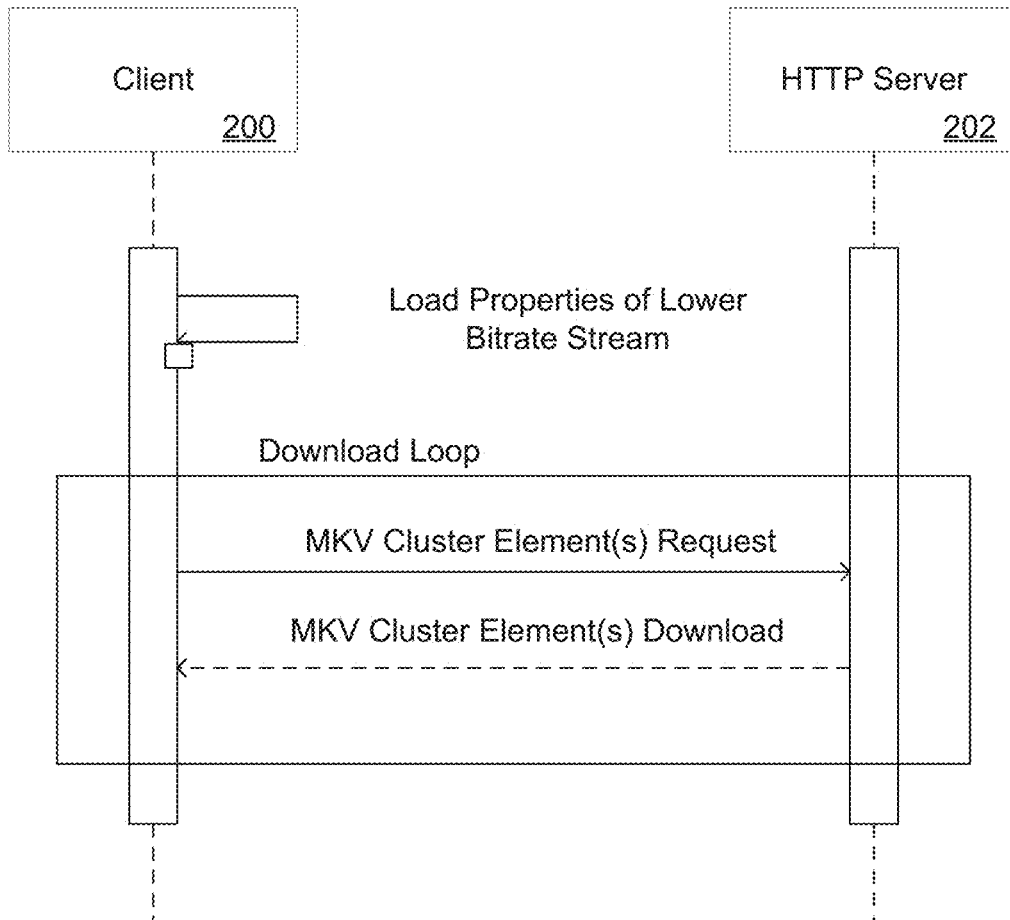 Client
200
HTTP Server
202
Load Properties of Lower
Bitrate Stream
Download Loop
MKV Cluster Element(s) Request
MKV Cluster Element(s) Download